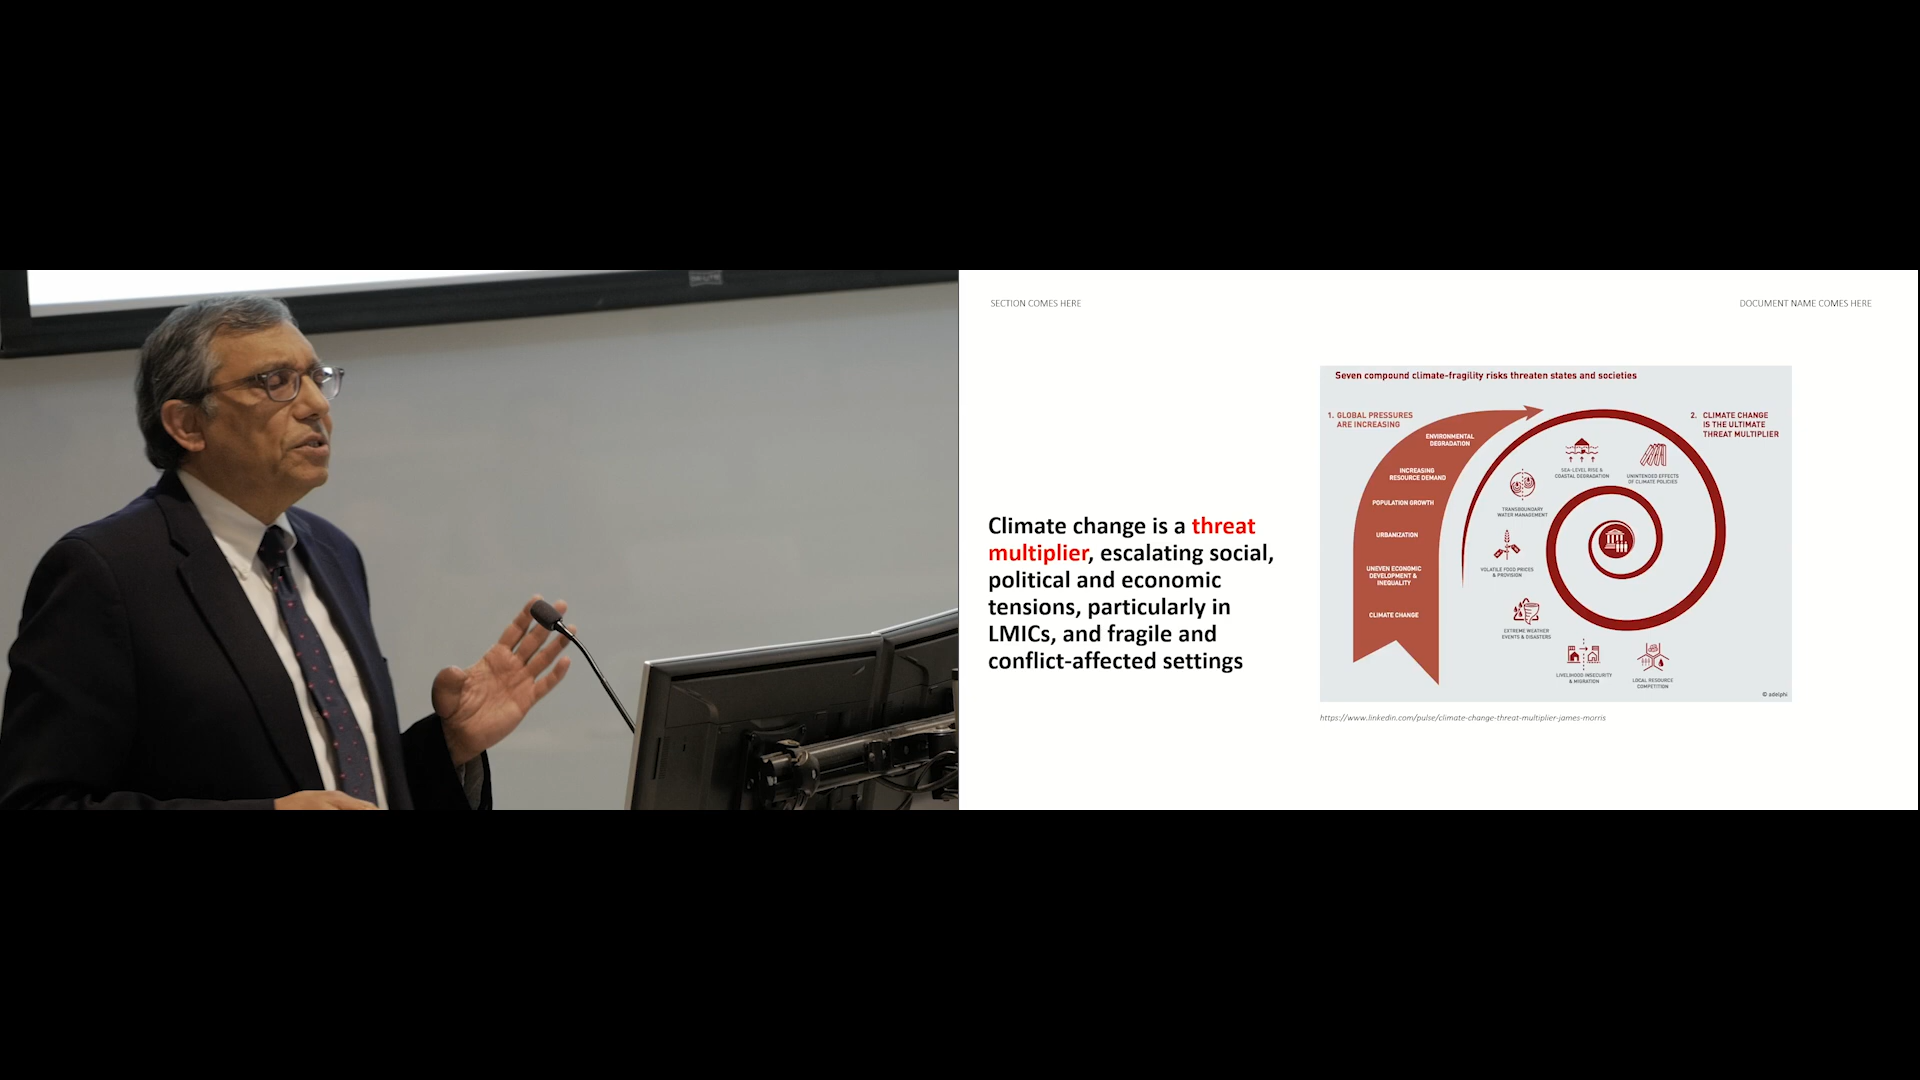 SECTION COMES HERE
DOCUMENT NAME COMES HERE
Climate change is a threat
multiplier, escalating social,
political and economic
tensions, particularly in
LMICs, and fragile and
conflict-affected settings
Seven compound climate-fragility risks threaten states and societies
1. GLOBAL PRESSURES
ARE INCREASING
ENVIRONMENTAL
DEGRADATION
INCREASING
RESOURCE DEMAND
POPULATION GROWTH
URBANIZATION
UNEVEN ECONOMIC
DEVELOPMENT &
INEQUALITY
CLIMATE CHANGE
2. CLIMATE CHANGE
IS THE ULTIMATE
THREAT MULTIPLIER
SEA-LEVEL RISE &
COASTAL DEGRADATION
UNINTENDED EFFECTS
OF CLIMATE POLICIES
TRANSBOUNDARY
WATER MANAGEMENT
VOLATILE FOOD PRICES
& PROVISION
EXTREME WEATHER
EVENTS & DISASTERS
LIVELIHOOD INSECURITY
& MIGRATION
LOCAL RESOURCE
COMPETITION
© adelphi
https://www.linkedin.com/pulse/climate-change-threat-multiplier-james-morris